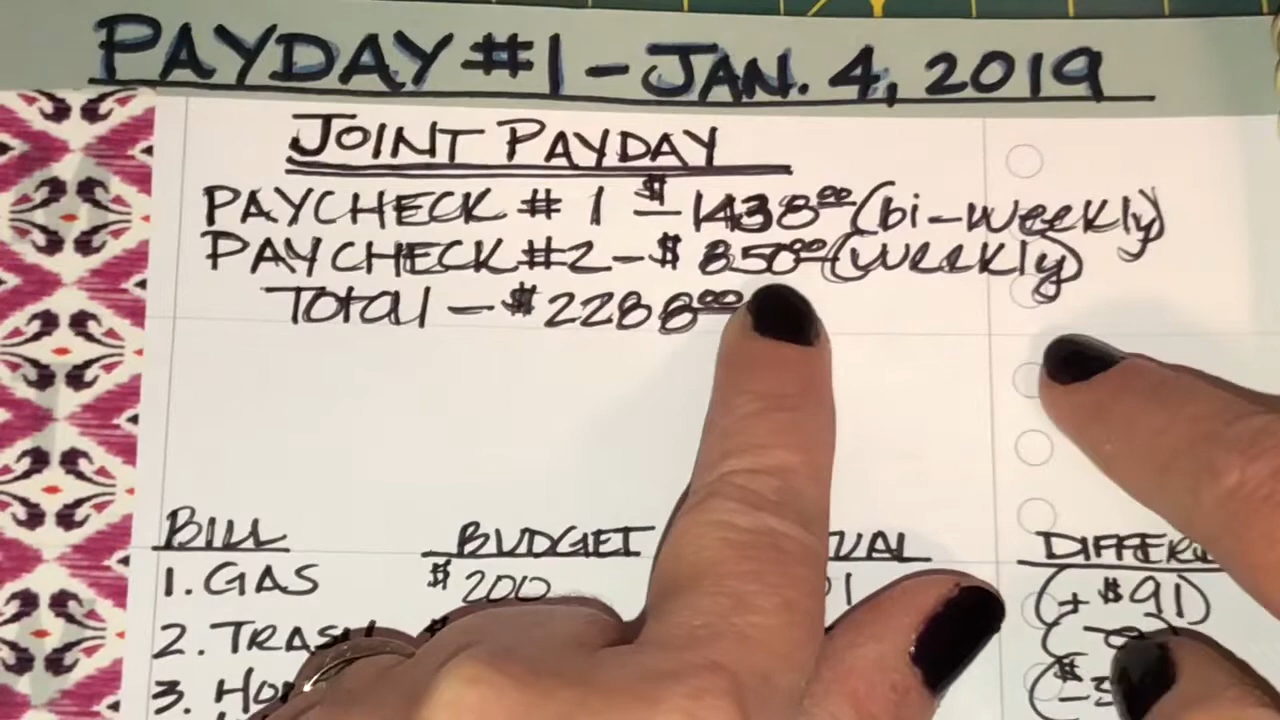 PAYDAY #1 - JAN. 4, 2019
JOINT PAYDAY
PAYCHECK # 1 $ - 1438.00 (bi-weekly)
PAYCHECK #2 - $ 850.00 (weekly)
Total - $2288.00
BILL BUDGET
1. GAS $ 200 (+ $91)
2. TRASH
3.